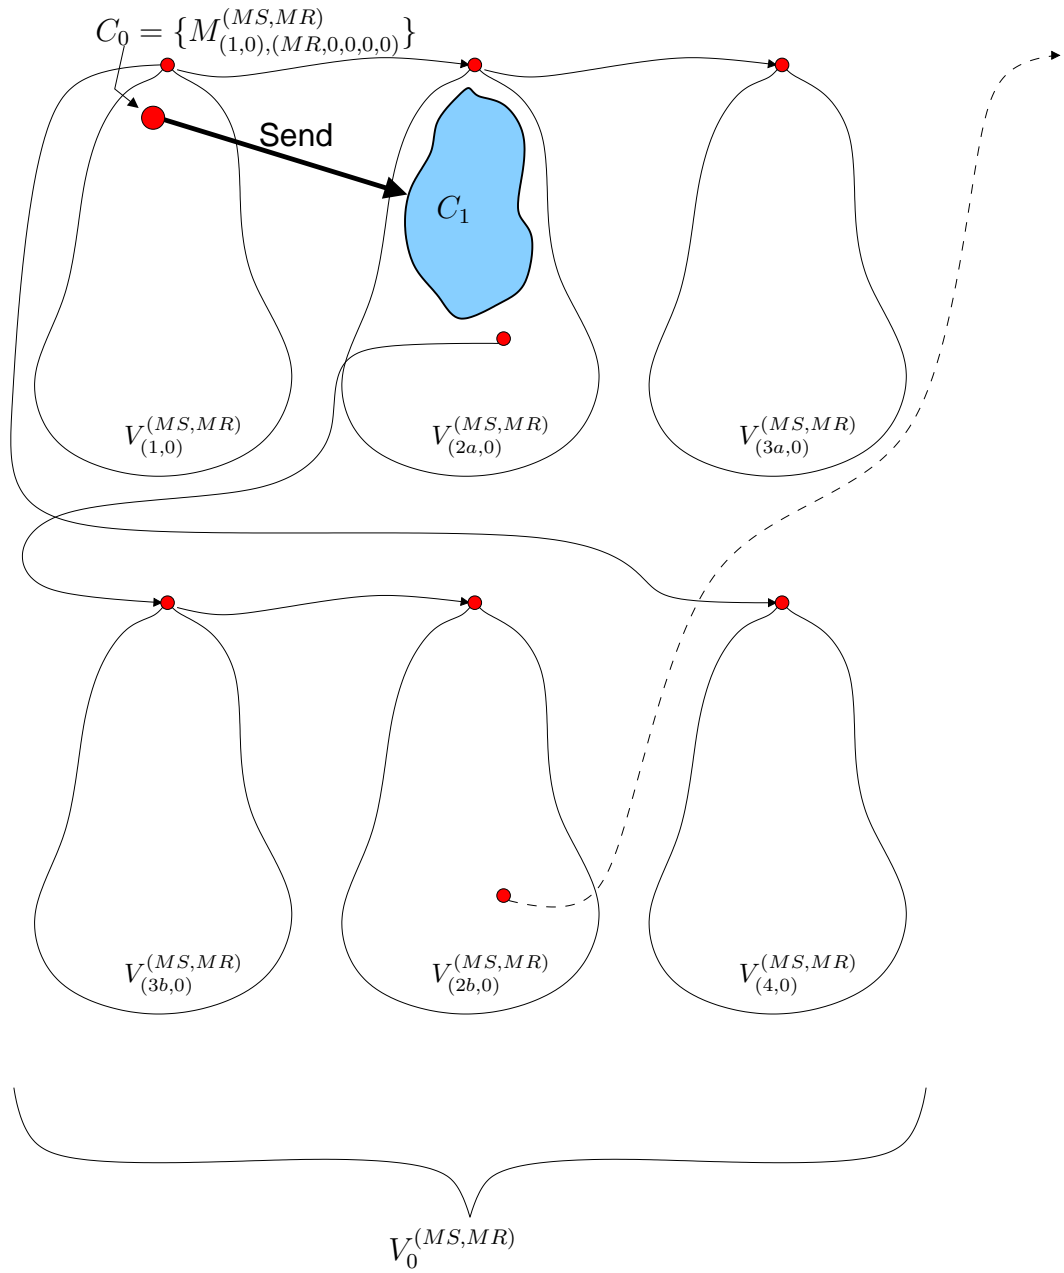 C_0 = \{M^{(MS,MR)}_{(1,0),(MR,0,0,0,0)}\}
Send
C_1
V^{(MS,MR)}_{(1,0)}
V^{(MS,MR)}_{(2a,0)}
V^{(MS,MR)}_{(3a,0)}
V^{(MS,MR)}_{(3b,0)}
V^{(MS,MR)}_{(2b,0)}
V^{(MS,MR)}_{(4,0)}
V_0^{(MS,MR)}